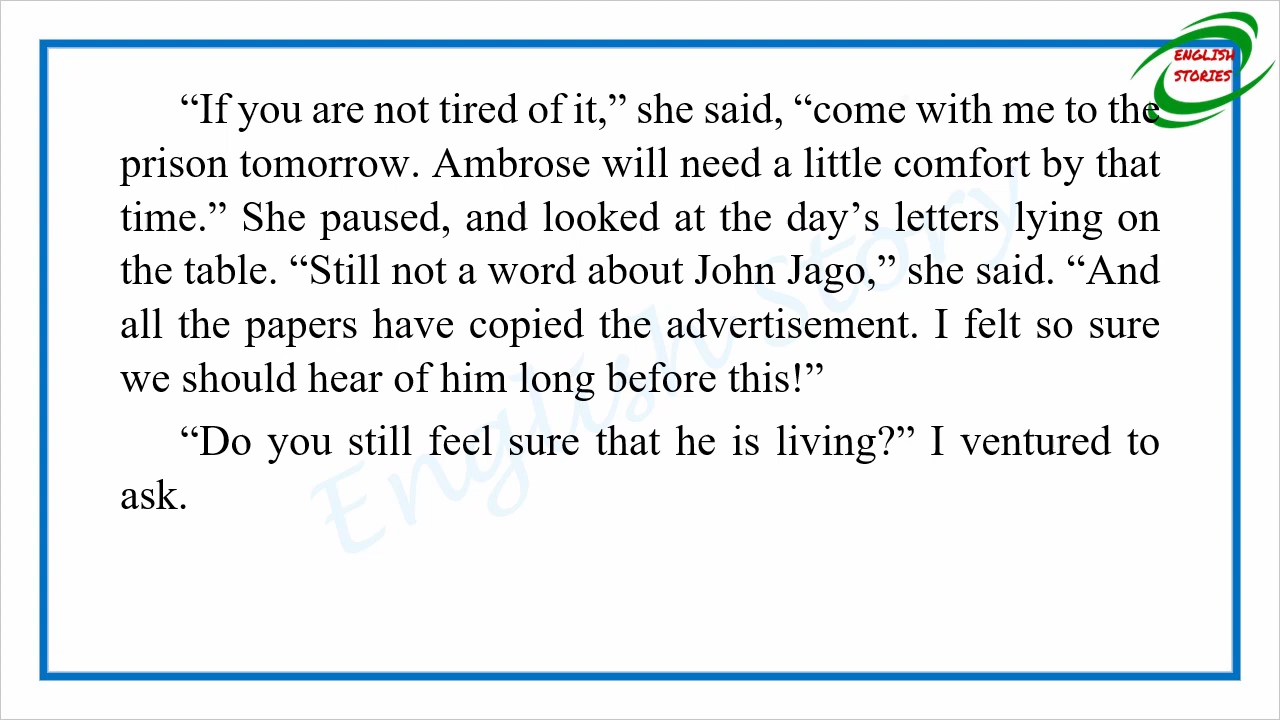 ENGLISH
STORIES
“If you are not tired of it,” she said, “come with me to the
prison tomorrow. Ambrose will need a little comfort by that
time.” She paused, and looked at the day’s letters lying on
the table. “Still not a word about John Jago,” she said. “And
all the papers have copied the advertisement. I felt so sure
we should hear of him long before this!”
“Do you still feel sure that he is living?” I ventured to
ask.
English Story